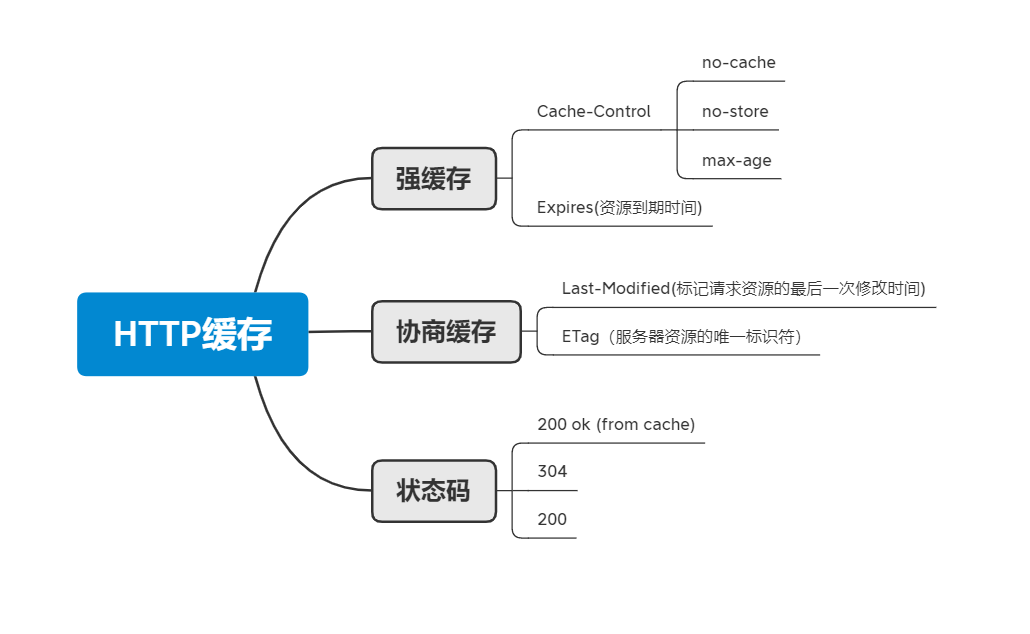 HTTP缓存
强缓存
Cache-Control
no-cache
no-store
max-age
Expires(资源到期时间)
协商缓存
Last-Modified(标记请求资源的最后一次修改时间)
ETag（服务器资源的唯一标识符）
状态码
200 ok (from cache)
304
200